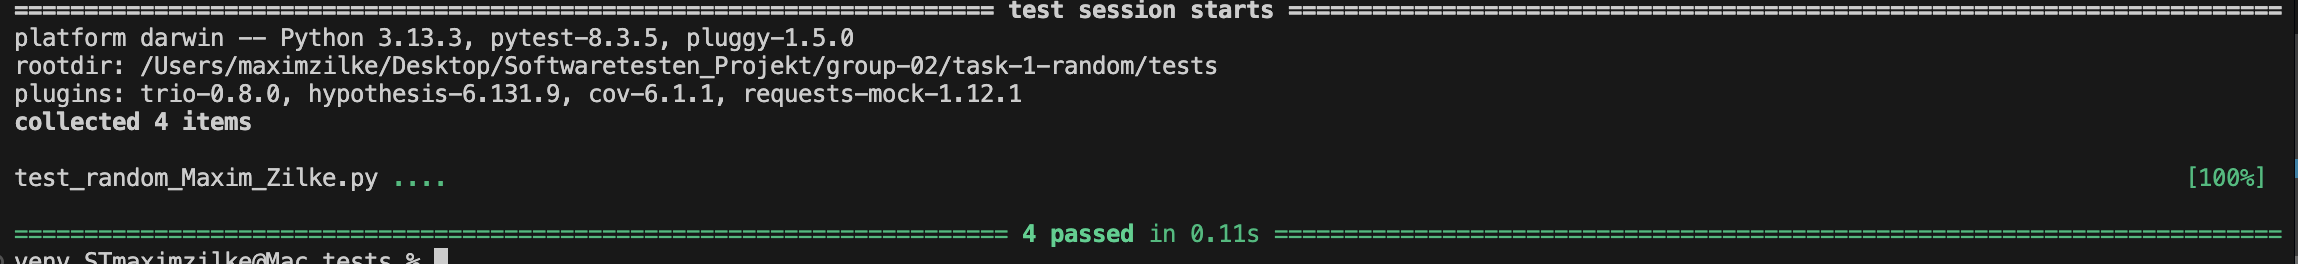 ====================================================================== test session starts ======================================================================
platform darwin -- Python 3.13.3, pytest-8.3.5, pluggy-1.5.0
rootdir: /Users/maximzilke/Desktop/Softwaretesten_Projekt/group-02/task-1-random/tests
plugins: trio-0.8.0, hypothesis-6.131.9, cov-6.1.1, requests-mock-1.12.1
collected 4 items
test_random_Maxim_Zilke.py .... [100%]
======================================================================= 4 passed in 0.11s ========================================================================
venv_STmaximzilke@Mac tests %